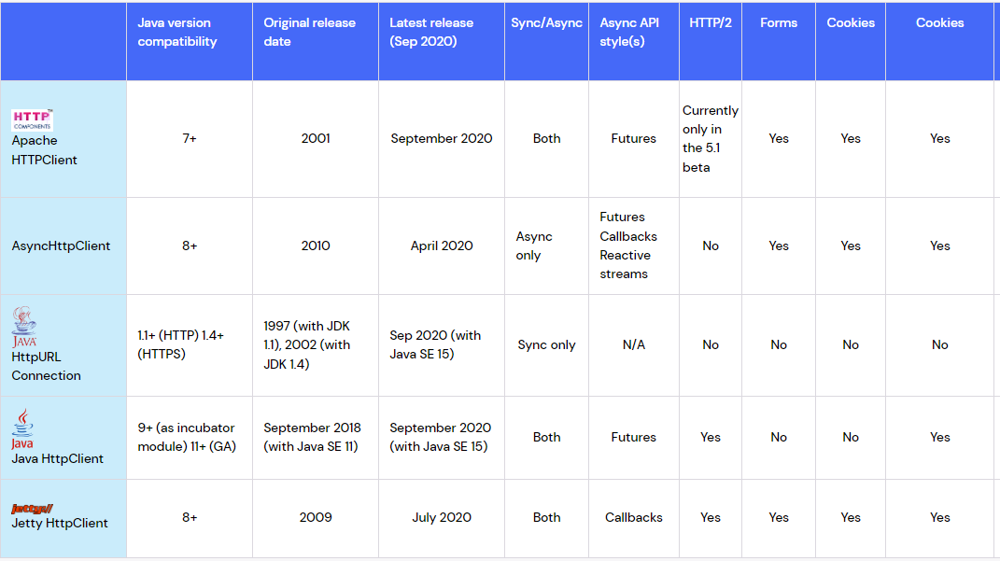 Java version compatibility
Original release date
Latest release (Sep 2020)
Sync/Async
Async API style(s)
HTTP/2
Forms
Cookies
Cookies
HTTP
COMPONENTS
TM
Apache
HTTPClient
7+
2001
September 2020
Both
Futures
Currently
only in
the 5.1
beta
Yes
Yes
Yes
AsyncHttpClient
8+
2010
April 2020
Async
only
Futures
Callbacks
Reactive
streams
No
Yes
Yes
Yes
JAVA
HttpURL
Connection
1.1+ (HTTP) 1.4+
(HTTPS)
1997 (with JDK
1.1), 2002 (with
JDK 1.4)
Sep 2020 (with
Java SE 15)
Sync only
N/A
No
No
No
No
Java
Java HttpClient
9+ (as incubator
module) 11+ (GA)
September 2018
(with Java SE 11)
September 2020
(with Java SE 15)
Both
Futures
Yes
No
No
Yes
jetty://
Jetty HttpClient
8+
2009
July 2020
Both
Callbacks
Yes
Yes
Yes
Yes